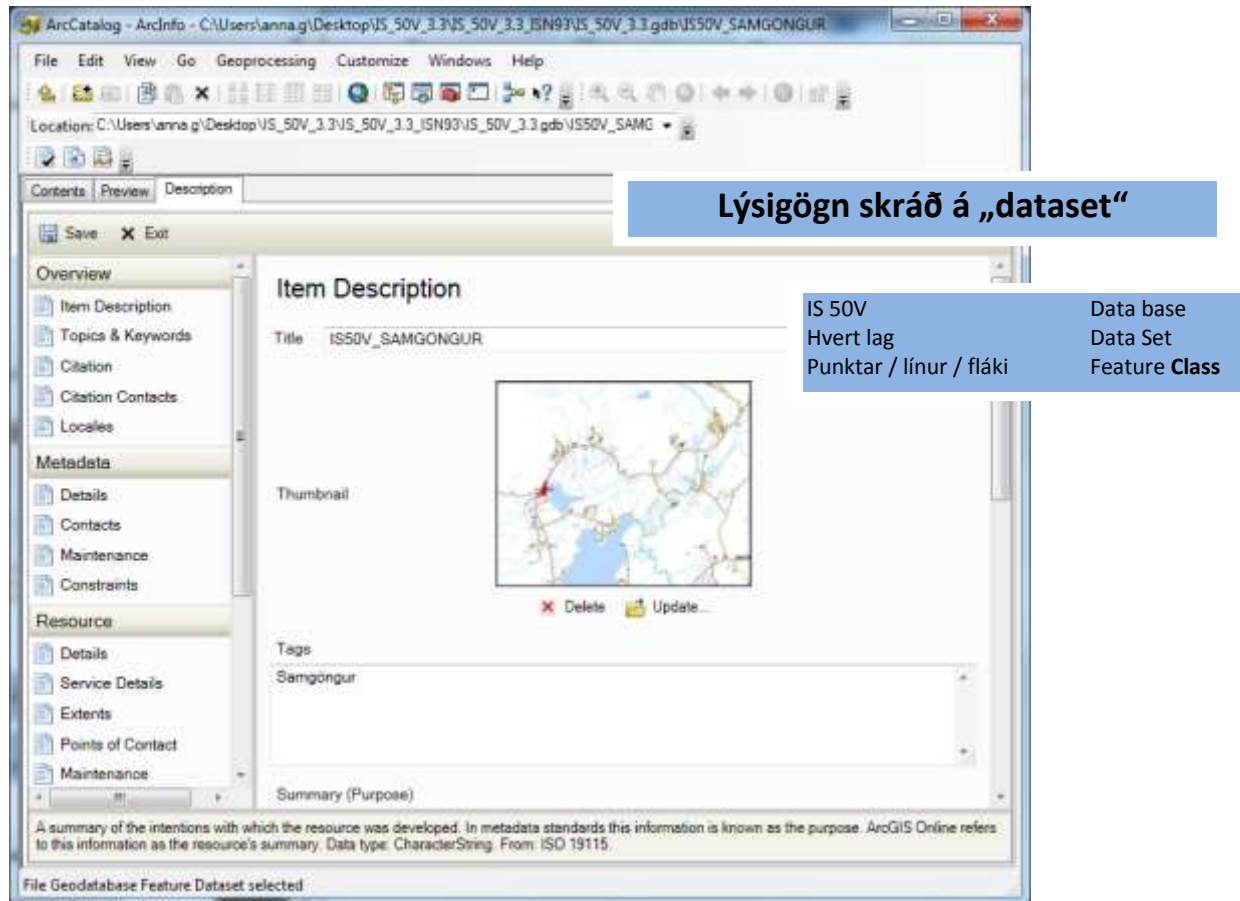 ArcCatalog - ArcInfo - C:\Users\anna.g\Desktop\IS_50V_3.3\IS_50V_3.3_ISN93\IS_50V_3.3.gdb\IS50V_SAMGONGUR
File Edit View Go Geoprocessing Customize Windows Help
Location: C:\Users\anna.g\Desktop\IS_50V_3.3\IS_50V_3.3_ISN93\IS_50V_3.3.gdb\IS50V_SAMG
Contents Preview Description
Lýsigögn skráð á „dataset“
Save Exit
Overview
Item Description
Topics & Keywords
Citation
Citation Contacts
Locales
Metadata
Details
Contacts
Maintenance
Constraints
Resource
Details
Service Details
Extents
Points of Contact
Maintenance
Item Description
Title IS50V_SAMGONGUR
IS 50V Data base
Hvert lag Data Set
Punktar / línur / fláki Feature Class
Thumbnail
Delete Update...
Tags
Samgöngur
Summary (Purpose)
A summary of the intentions with which the resource was developed. In metadata standards this information is known as the purpose. ArcGIS Online refers
to this information as the resource's summary. Data type: CharacterString. From: ISO 19115.
File Geodatabase Feature Dataset selected